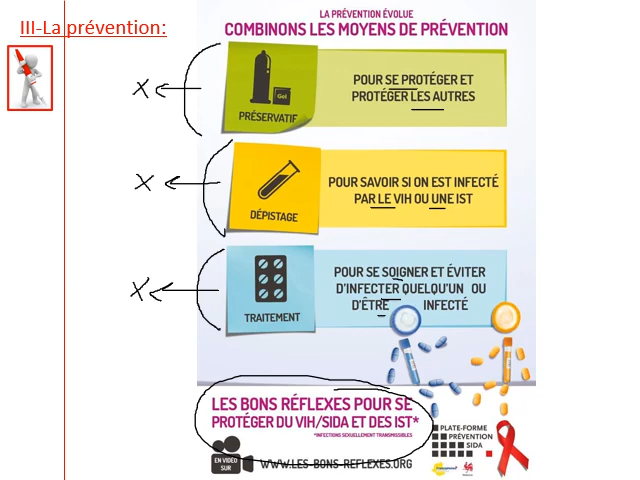 III-La prévention:
LA PRÉVENTION ÉVOLUE
COMBINONS LES MOYENS DE PRÉVENTION
Gel
PRÉSERVATIF
POUR SE PROTÉGER ET
PROTÉGER LES AUTRES
X
DÉPISTAGE
POUR SAVOIR SI ON EST INFECTÉ
PAR LE VIH OU UNE IST
X
TRAITEMENT
POUR SE SOIGNER ET ÉVITER
D'INFECTER QUELQU'UN OU
D'ÊTRE INFECTÉ
X
LES BONS RÉFLEXES POUR SE
PROTÉGER DU VIH/SIDA ET DES IST*
*INFECTIONS SEXUELLEMENT TRANSMISSIBLES
EN VIDÉO
SUR
WWW.LES-BONS-REFLEXES.ORG
PLATE-FORME
PRÉVENTION
SIDA